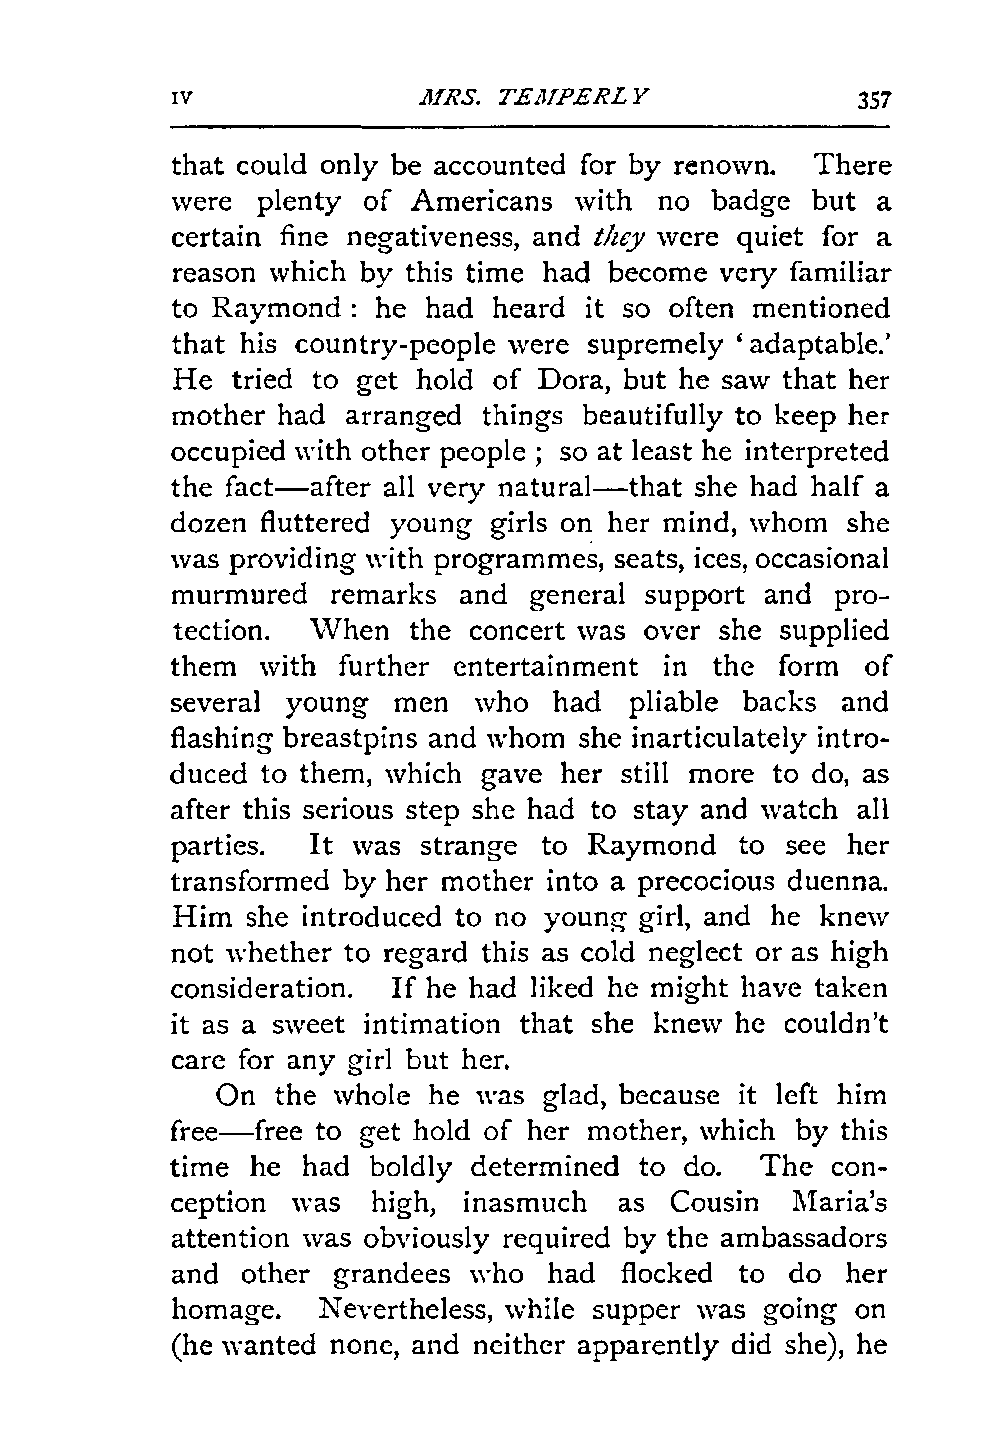 IV MRS. TEMPERLY 357
that could only be accounted for by renown. There
were plenty of Americans with no badge but a
certain fine negativeness, and they were quiet for a
reason which by this time had become very familiar
to Raymond : he had heard it so often mentioned
that his country-people were supremely ‘adaptable.’
He tried to get hold of Dora, but he saw that her
mother had arranged things beautifully to keep her
occupied with other people ; so at least he interpreted
the fact—after all very natural—that she had half a
dozen fluttered young girls on her mind, whom she
was providing with programmes, seats, ices, occasional
murmured remarks and general support and pro-
tection. When the concert was over she supplied
them with further entertainment in the form of
several young men who had pliable backs and
flashing breastpins and whom she inarticulately intro-
duced to them, which gave her still more to do, as
after this serious step she had to stay and watch all
parties. It was strange to Raymond to see her
transformed by her mother into a precocious duenna.
Him she introduced to no young girl, and he knew
not whether to regard this as cold neglect or as high
consideration. If he had liked he might have taken
it as a sweet intimation that she knew he couldn't
care for any girl but her.
On the whole he was glad, because it left him
free—free to get hold of her mother, which by this
time he had boldly determined to do. The con-
ception was high, inasmuch as Cousin Maria's
attention was obviously required by the ambassadors
and other grandees who had flocked to do her
homage. Nevertheless, while supper was going on
(he wanted none, and neither apparently did she), he